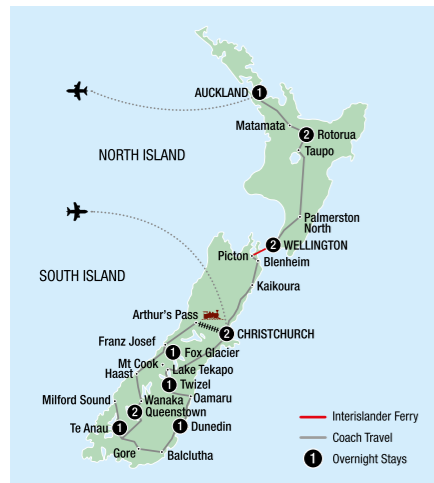 AUCKLAND 1
Matamata
2 Rotorua
Taupo
NORTH ISLAND
Palmerston
North
2 WELLINGTON
Picton
Blenheim
SOUTH ISLAND
Kaikoura
Arthur's Pass
2 CHRISTCHURCH
Franz Josef
1 Fox Glacier
Mt Cook
Lake Tekapo
Haast
1 Twizel
Oamaru
Milford Sound
Wanaka
2 Queenstown
Te Anau 1
1 Dunedin
Gore
Balclutha
Interislander Ferry
Coach Travel
1 Overnight Stays